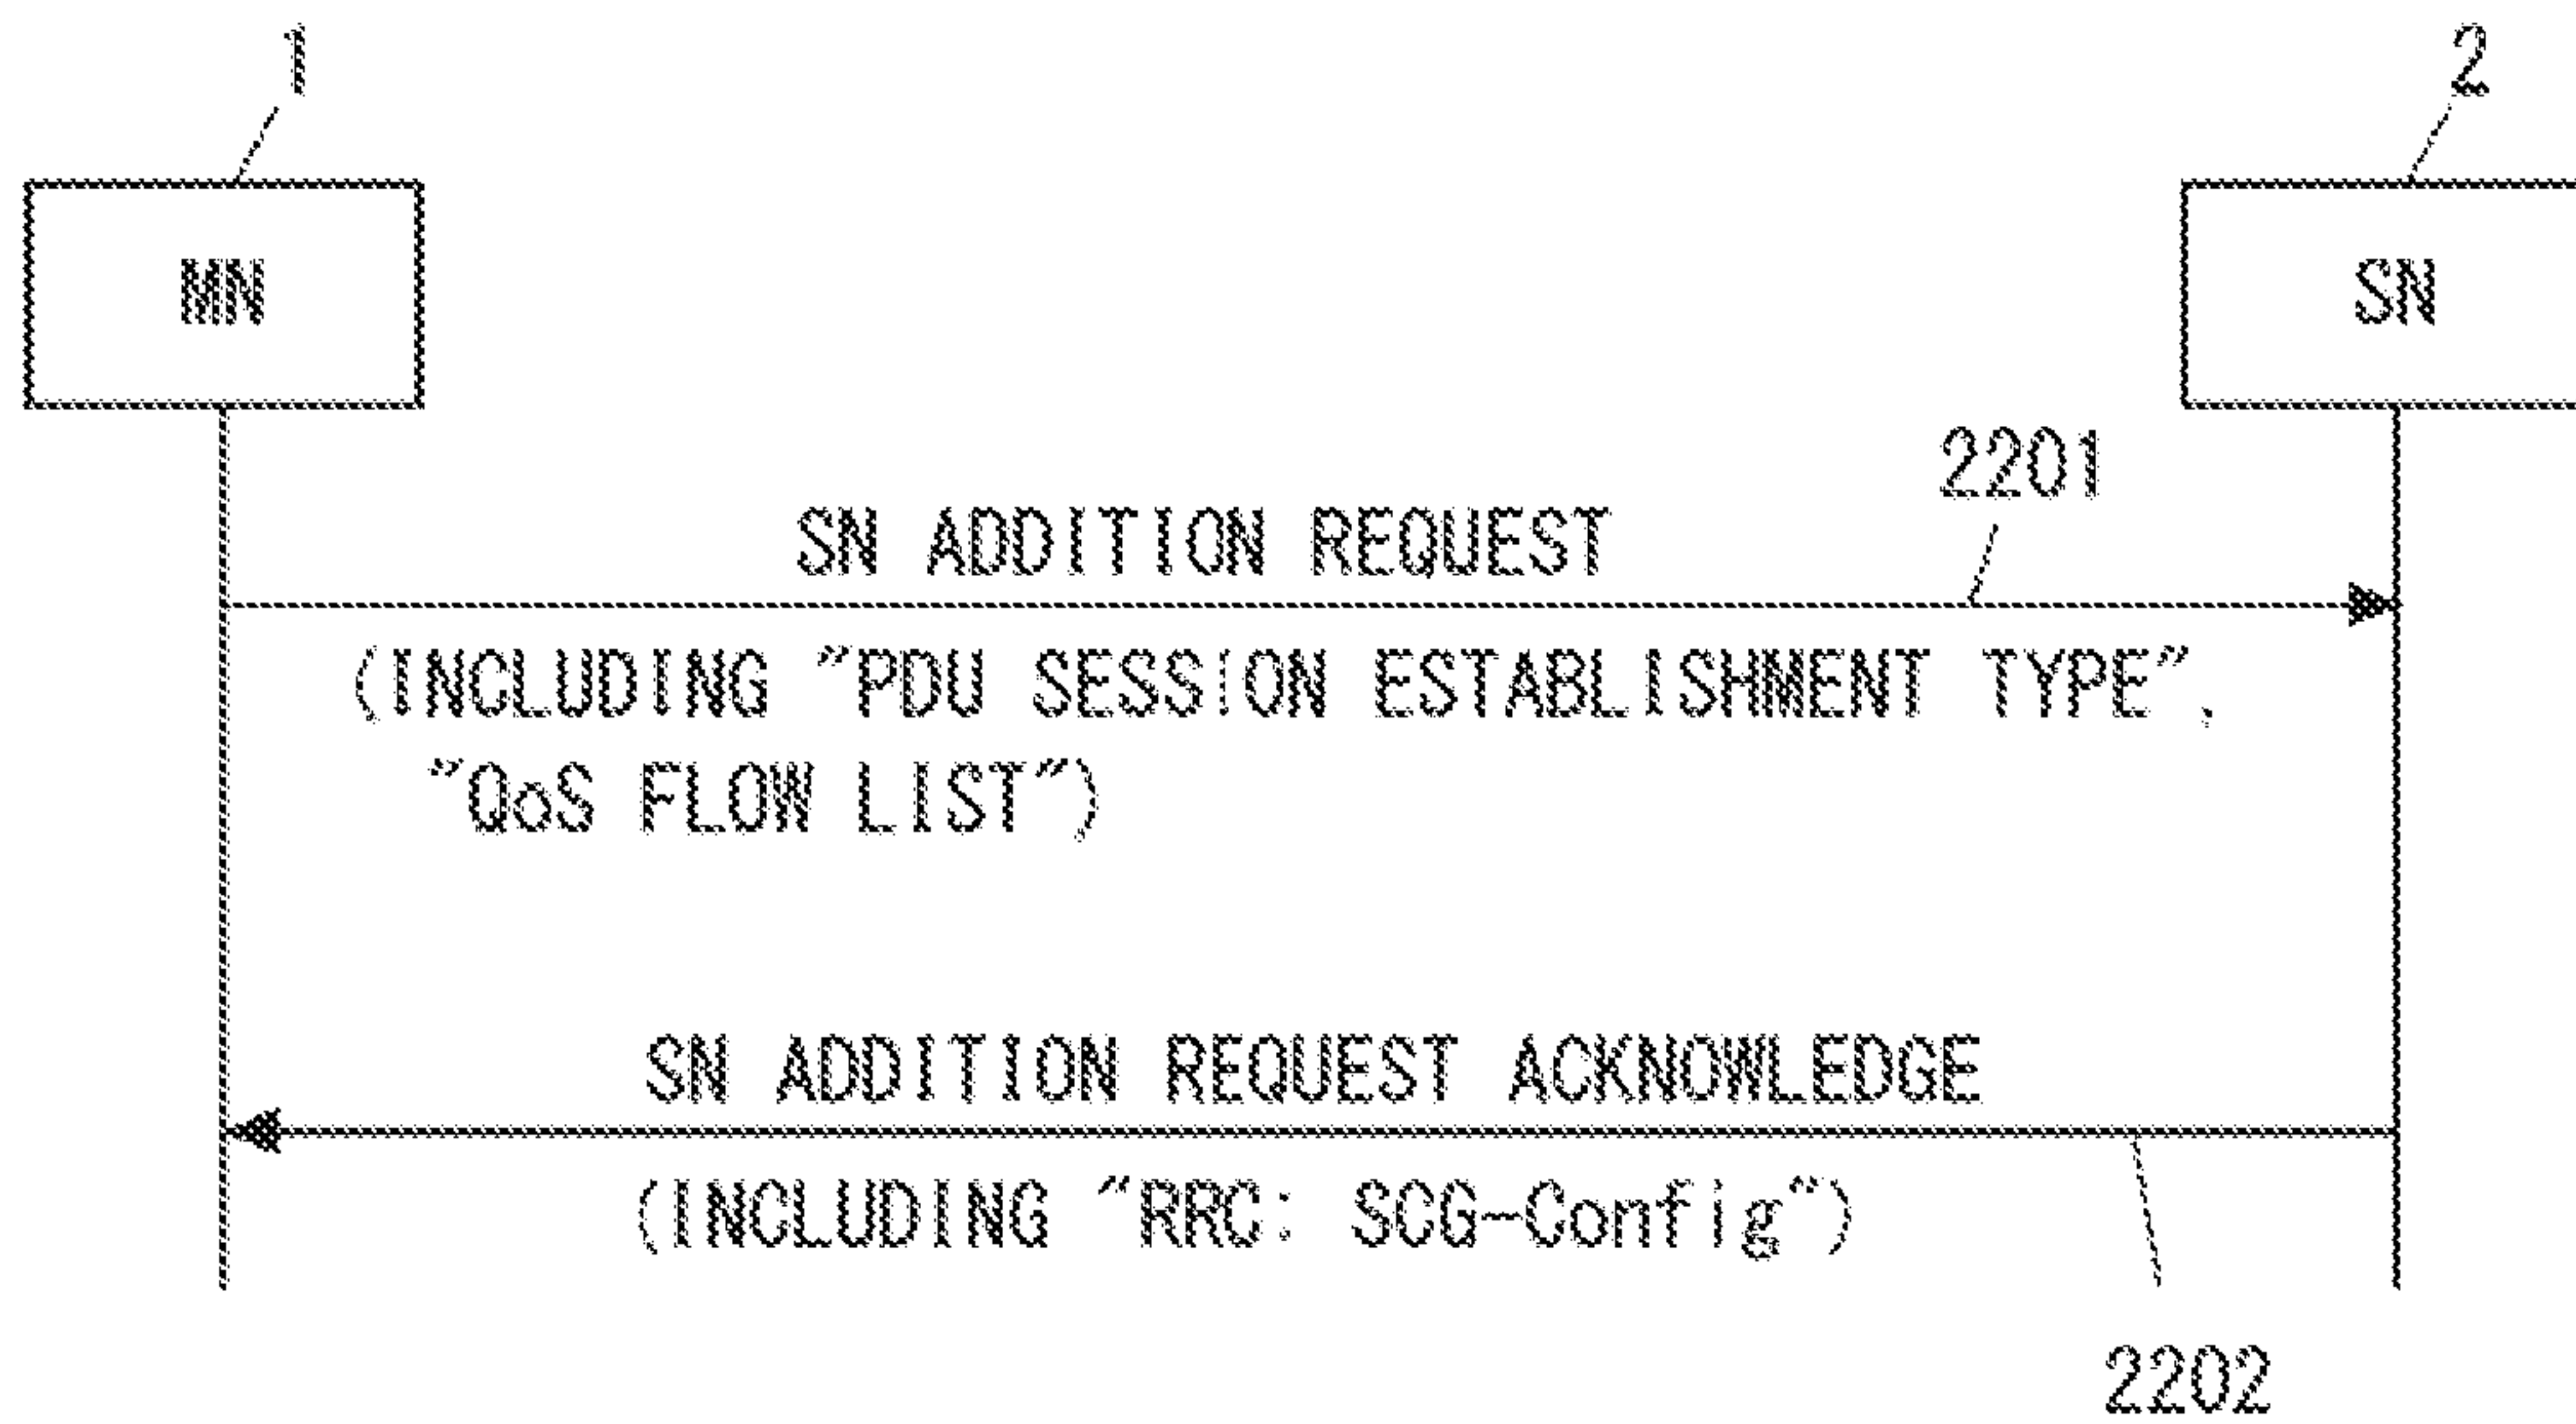 1
2
MN
SN
2201
SN ADDITION REQUEST
(INCLUDING "PDU SESSION ESTABLISHMENT TYPE",
"QoS FLOW LIST")
SN ADDITION REQUEST ACKNOWLEDGE
(INCLUDING "RRC: SCG-Config")
2202